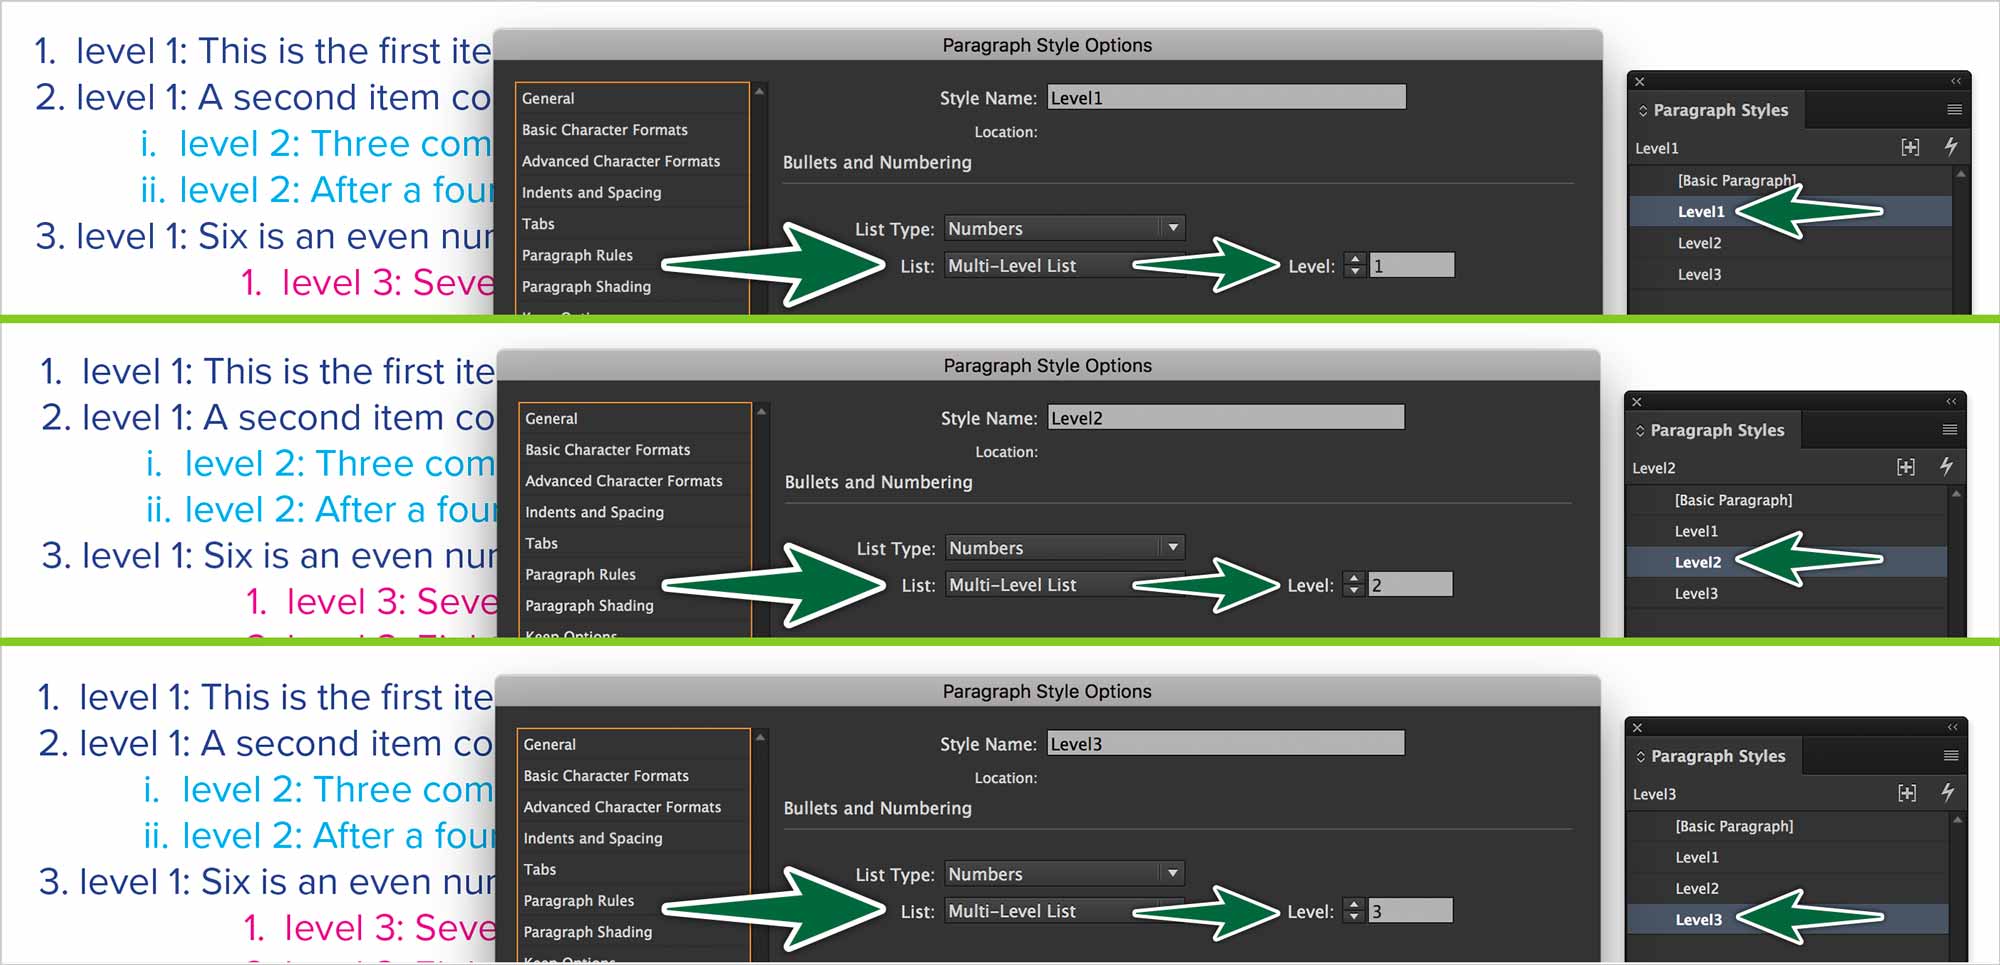 Paragraph Style Options
1. level 1: This is the first ite
2. level 1: A second item co
i. level 2: Three com
ii. level 2: After a four
3. level 1: Six is an even nur
1. level 3: Seve
General
Basic Character Formats
Advanced Character Formats
Indents and Spacing
Tabs
Paragraph Rules
Paragraph Shading
Keep Options
Style Name: Level1
Location:
Bullets and Numbering
List Type: Numbers
List: Multi-Level List
Level: 1
Paragraph Styles
Level1
[Basic Paragraph]
Level1
Level2
Level3
Paragraph Style Options
1. level 1: This is the first ite
2. level 1: A second item co
i. level 2: Three com
ii. level 2: After a four
3. level 1: Six is an even nur
1. level 3: Seve
General
Basic Character Formats
Advanced Character Formats
Indents and Spacing
Tabs
Paragraph Rules
Paragraph Shading
Keep Options
Style Name: Level2
Location:
Bullets and Numbering
List Type: Numbers
List: Multi-Level List
Level: 2
Paragraph Styles
Level2
[Basic Paragraph]
Level1
Level2
Level3
Paragraph Style Options
1. level 1: This is the first ite
2. level 1: A second item co
i. level 2: Three com
ii. level 2: After a four
3. level 1: Six is an even nur
1. level 3: Seve
General
Basic Character Formats
Advanced Character Formats
Indents and Spacing
Tabs
Paragraph Rules
Paragraph Shading
Keep Options
Style Name: Level3
Location:
Bullets and Numbering
List Type: Numbers
List: Multi-Level List
Level: 3
Paragraph Styles
Level3
[Basic Paragraph]
Level1
Level2
Level3